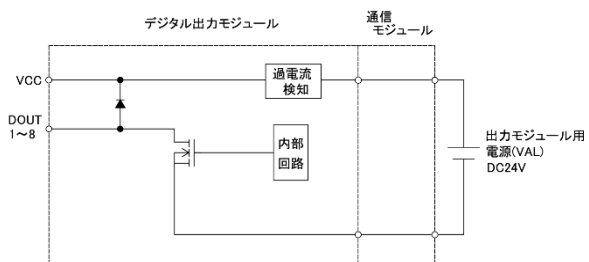 デジタル出力モジュール
通信
モジュール
VCC
過電流
検知
DOUT
1～8
内部
回路
出力モジュール用
電源(VAL)
DC24V